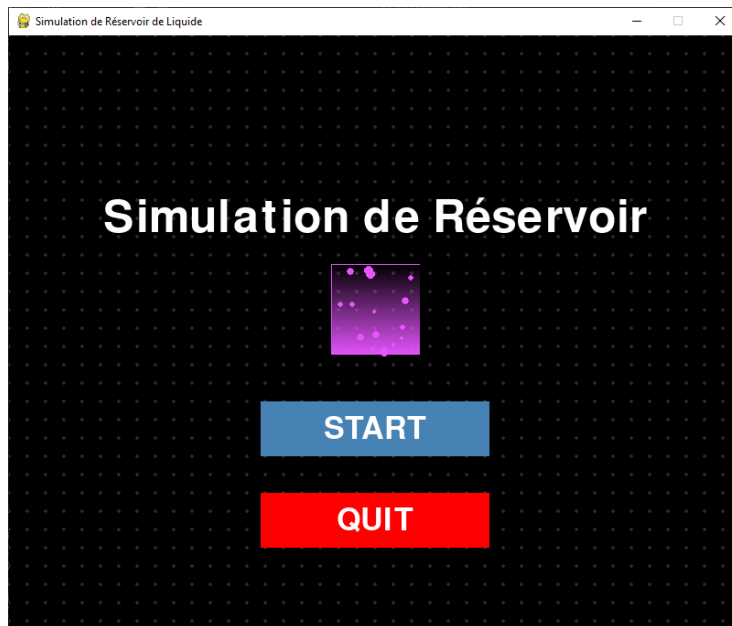 Simulation de Réservoir de Liquide
Simulation de Réservoir
START
QUIT